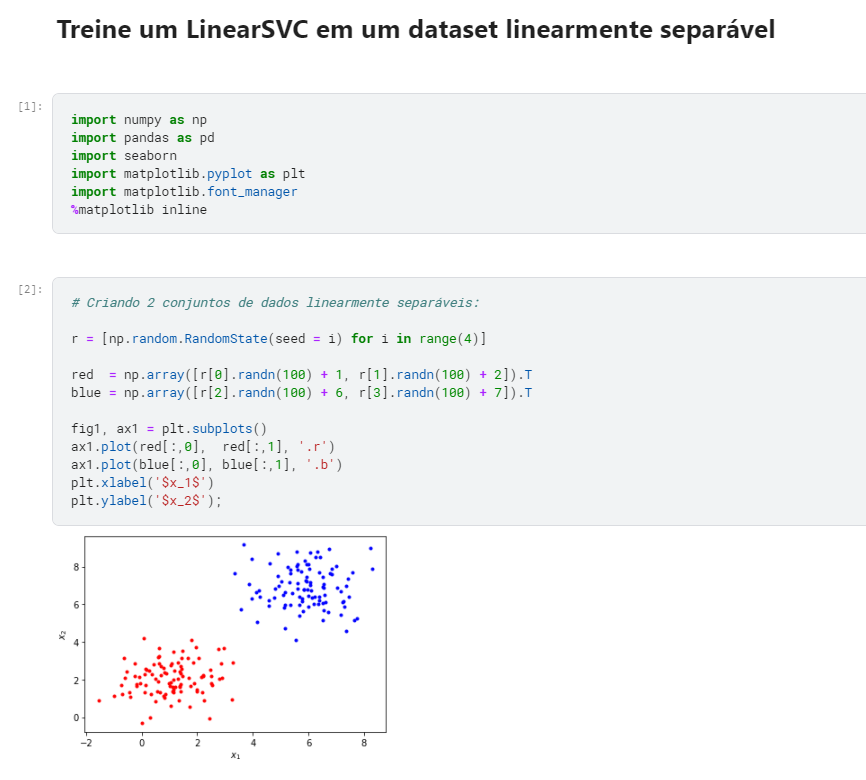 Treine um LinearSVC em um dataset linearmente separável
[1]:
import numpy as np
import pandas as pd
import seaborn
import matplotlib.pyplot as plt
import matplotlib.font_manager
%matplotlib inline
[2]:
# Criando 2 conjuntos de dados linearmente separáveis:
r = [np.random.RandomState(seed = i) for i in range(4)]
red  = np.array([r[0].randn(100) + 1, r[1].randn(100) + 2]).T
blue = np.array([r[2].randn(100) + 6, r[3].randn(100) + 7]).T
fig1, ax1 = plt.subplots()
ax1.plot(red[:,0],  red[:,1], '.r')
ax1.plot(blue[:,0], blue[:,1], '.b')
plt.xlabel('$x_1$')
plt.ylabel('$x_2$');
8
6
4
2
0
x₂
−2 0 2 4 6 8
x₁